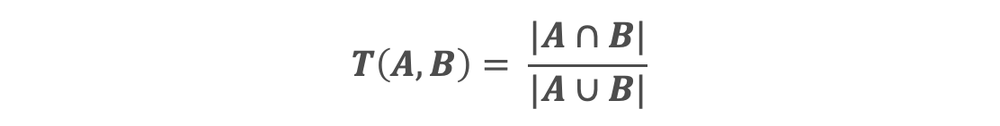 T(A, B) = |A ∩ B| / |A ∪ B|